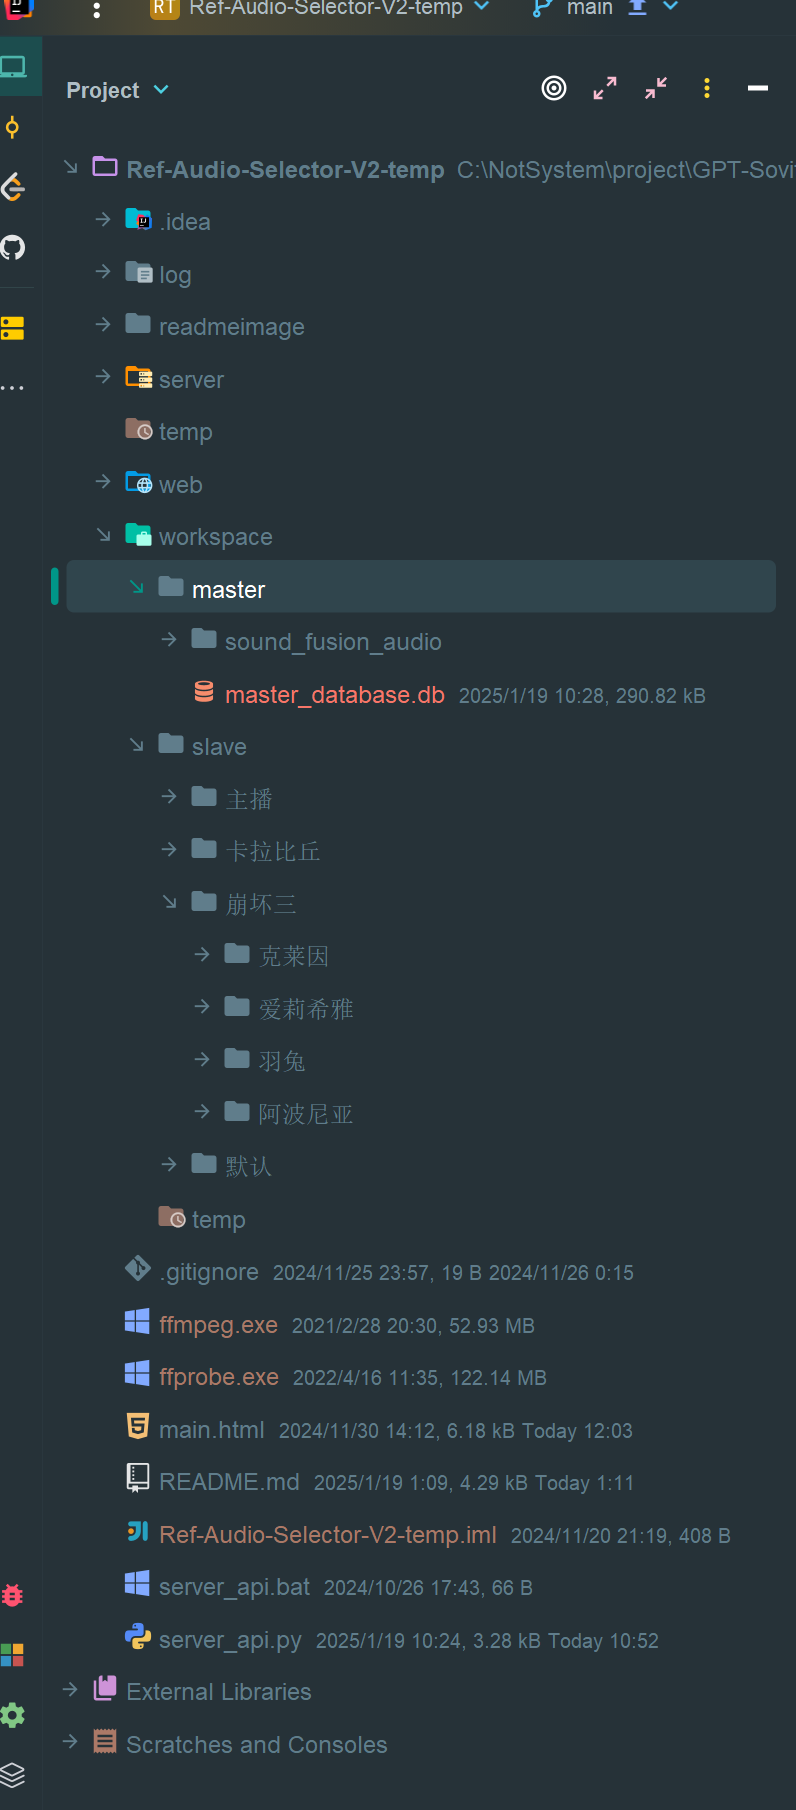 RT Ref-Audio-Selector-V2-temp main
Project
Ref-Audio-Selector-V2-temp C:\NotSystem\project\GPT-Sovi
.idea
log
readmeimage
server
temp
web
workspace
master
sound_fusion_audio
master_database.db 2025/1/19 10:28, 290.82 kB
slave
主播
卡拉比丘
崩坏三
克莱因
爱莉希雅
羽兔
阿波尼亚
默认
temp
.gitignore 2024/11/25 23:57, 19 B 2024/11/26 0:15
ffmpeg.exe 2021/2/28 20:30, 52.93 MB
ffprobe.exe 2022/4/16 11:35, 122.14 MB
main.html 2024/11/30 14:12, 6.18 kB Today 12:03
README.md 2025/1/19 1:09, 4.29 kB Today 1:11
Ref-Audio-Selector-V2-temp.iml 2024/11/20 21:19, 408 B
server_api.bat 2024/10/26 17:43, 66 B
server_api.py 2025/1/19 10:24, 3.28 kB Today 10:52
External Libraries
Scratches and Consoles